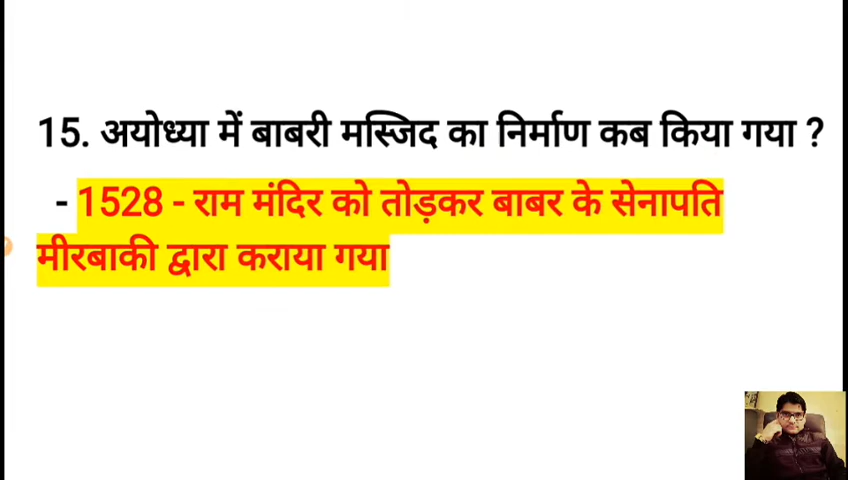 15. अयोध्या में बाबरी मस्जिद का निर्माण कब किया गया ?
- 1528 - राम मंदिर को तोड़कर बाबर के सेनापति
मीरबाकी द्वारा कराया गया